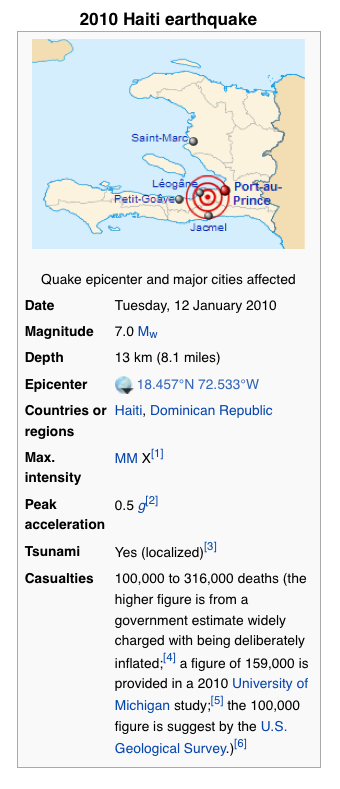 2010 Haiti earthquake
Saint-Marc
Léogâne
Port-au-
Petit-Goâve
Prince
Jacmel
Quake epicenter and major cities affected
Date Tuesday, 12 January 2010
Magnitude 7.0 Mw
Depth 13 km (8.1 miles)
Epicenter 18.457°N 72.533°W
Countries or Haiti, Dominican Republic
regions
Max. MM X[1]
intensity
Peak 0.5 g[2]
acceleration
Tsunami Yes (localized)[3]
Casualties 100,000 to 316,000 deaths (the
higher figure is from a
government estimate widely
charged with being deliberately
inflated;[4] a figure of 159,000 is
provided in a 2010 University of
Michigan study;[5] the 100,000
figure is suggest by the U.S.
Geological Survey.)[6]